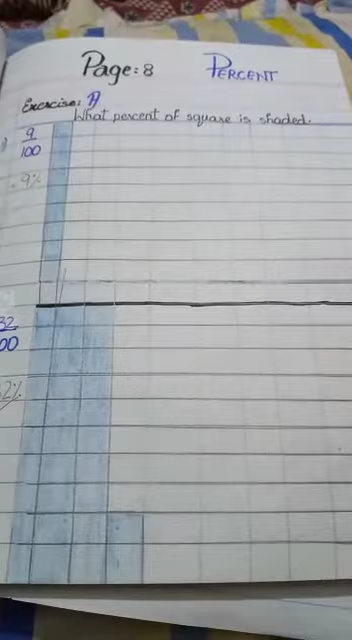 Page: 8 PERCENT
Exercise: A
What percent of square is shaded.
9
100
9%
32
00
2%